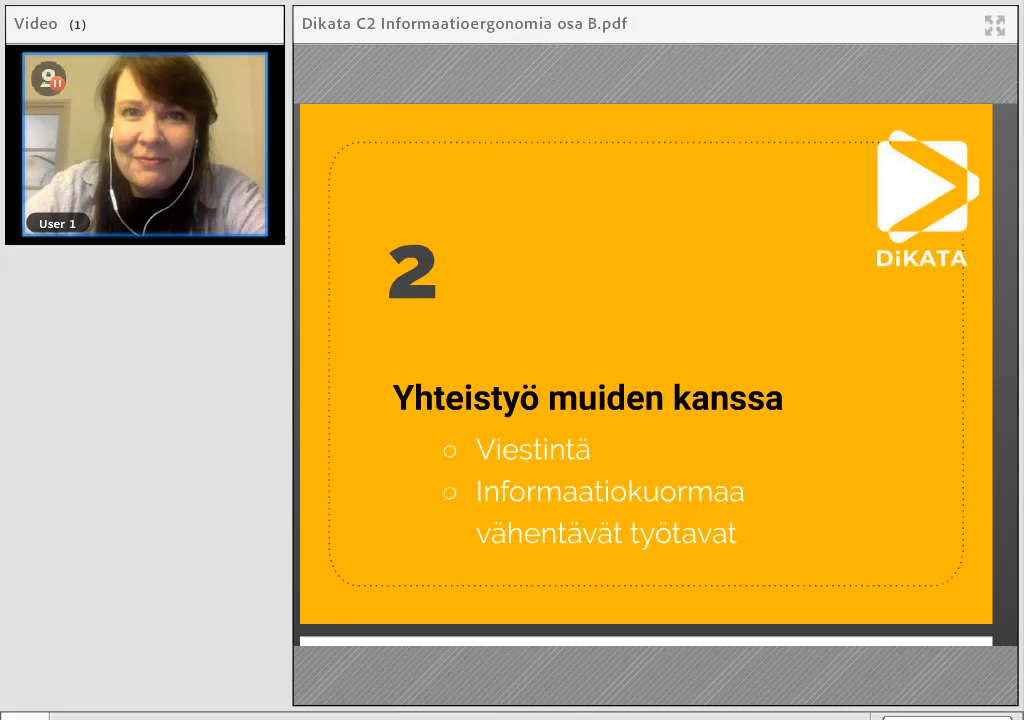 Video (1)
User 1
Dikata C2 Informaatioergonomia osa B.pdf
DiKATA
2
Yhteistyö muiden kanssa
○ Viestintä
○ Informaatiokuormaa
vähentävät työtavat